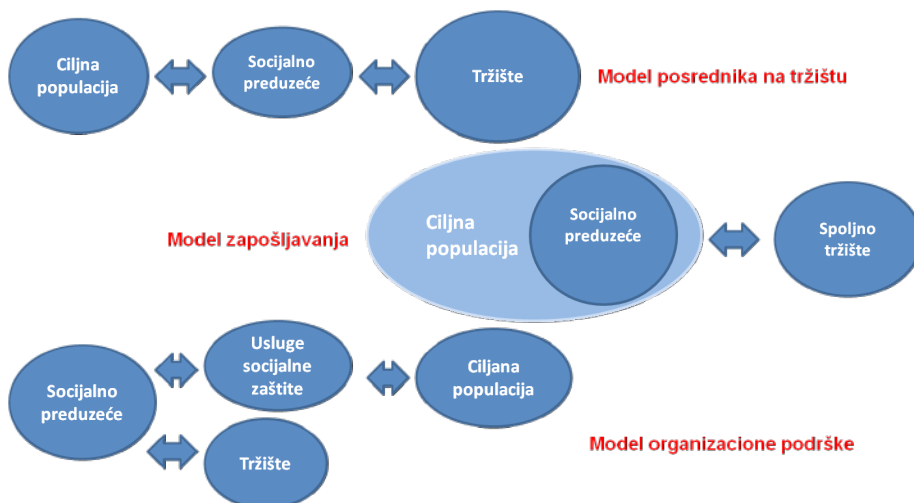 Ciljna
populacija
Socijalno
preduzeće
Tržište
Model posrednika na tržištu
Model zapošljavanja
Ciljna
populacija
Socijalno
preduzeće
Spoljno
tržište
Socijalno
preduzeće
Usluge
socijalne
zaštite
Ciljana
populacija
Tržište
Model organizacione podrške